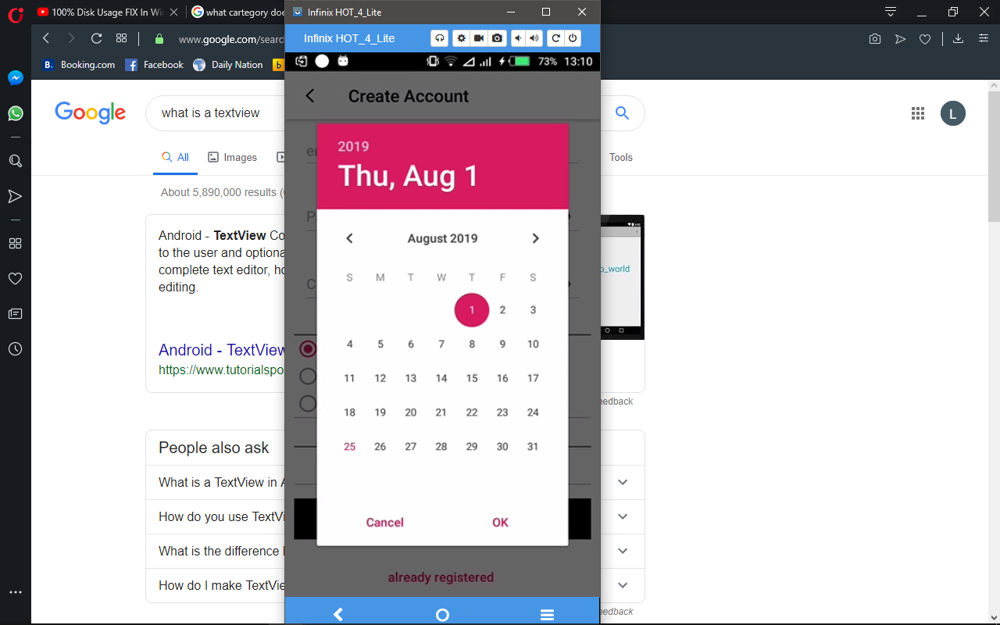 100% Disk Usage FIX In Wi
what cartegory doe
Infinix HOT_4_Lite
Infinix HOT_4_Lite
www.google.com/searc
Booking.com
Facebook
Daily Nation
73% 13:10
Create Account
Google
what is a textview
L
All
Images
Tools
About 5,890,000 results (
2019
Thu, Aug 1
August 2019
S M T W T F S
1 2 3
4 5 6 7 8 9 10
11 12 13 14 15 16 17
18 19 20 21 22 23 24
25 26 27 28 29 30 31
Cancel
OK
already registered
Android - TextView Co
to the user and optiona
complete text editor, ho
editing.
o_world
Android - TextView
https://www.tutorialspo
eedback
People also ask
What is a TextView in A
How do you use TextVi
What is the difference
How do I make TextVie
eedback